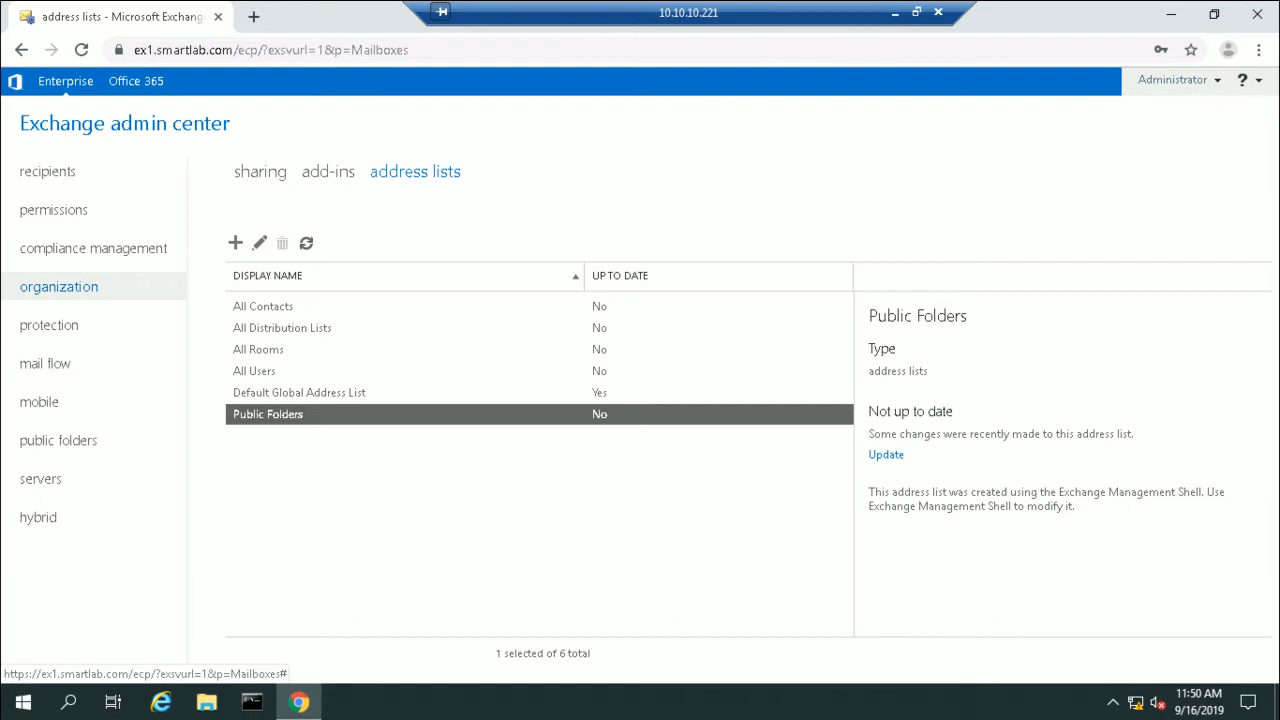 address lists - Microsoft Exchang
10.10.10.221
ex1.smartlab.com/ecp/?exsvurl=1&p=Mailboxes
Enterprise Office 365
Administrator ?
Exchange admin center
recipients
permissions
compliance management
organization
protection
mail flow
mobile
public folders
servers
hybrid
sharing add-ins address lists
DISPLAY NAME UP TO DATE
All Contacts No
All Distribution Lists No
All Rooms No
All Users No
Default Global Address List Yes
Public Folders No
Public Folders
Type
address lists
Not up to date
Some changes were recently made to this address list.
Update
This address list was created using the Exchange Management Shell. Use
Exchange Management Shell to modify it.
1 selected of 6 total
https://ex1.smartlab.com/ecp/?exsvurl=1&p=Mailboxes#
11:50 AM
9/16/2019